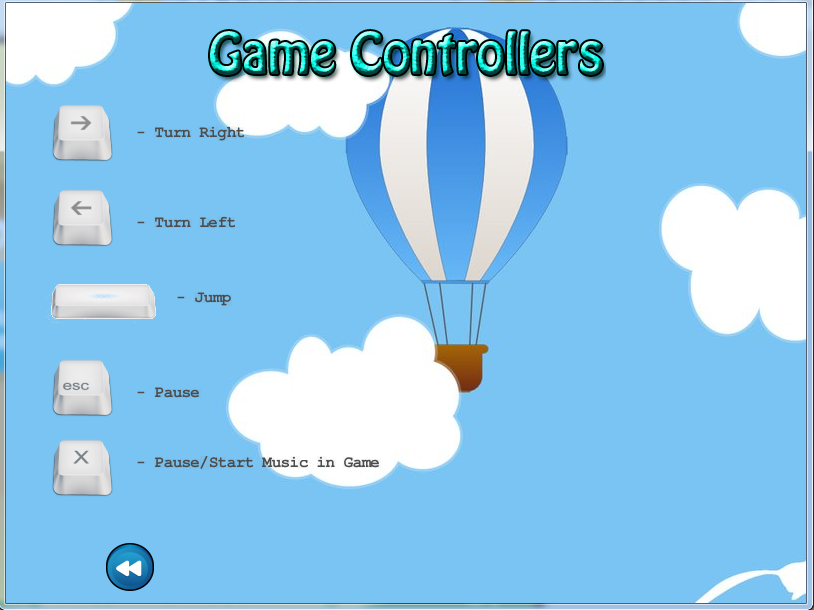 Game Controllers
→ - Turn Right
← - Turn Left
- Jump
esc - Pause
X - Pause/Start Music in Game